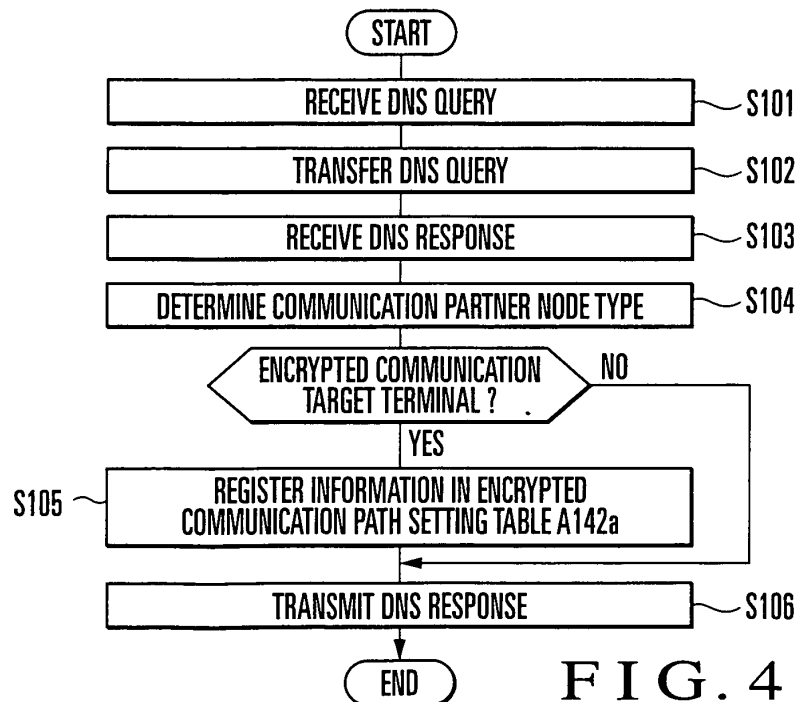 START
RECEIVE DNS QUERY
S101
TRANSFER DNS QUERY
S102
RECEIVE DNS RESPONSE
S103
DETERMINE COMMUNICATION PARTNER NODE TYPE
S104
ENCRYPTED COMMUNICATION
TARGET TERMINAL ?
NO
YES
S105
REGISTER INFORMATION IN ENCRYPTED
COMMUNICATION PATH SETTING TABLE A142a
TRANSMIT DNS RESPONSE
S106
END
FIG. 4